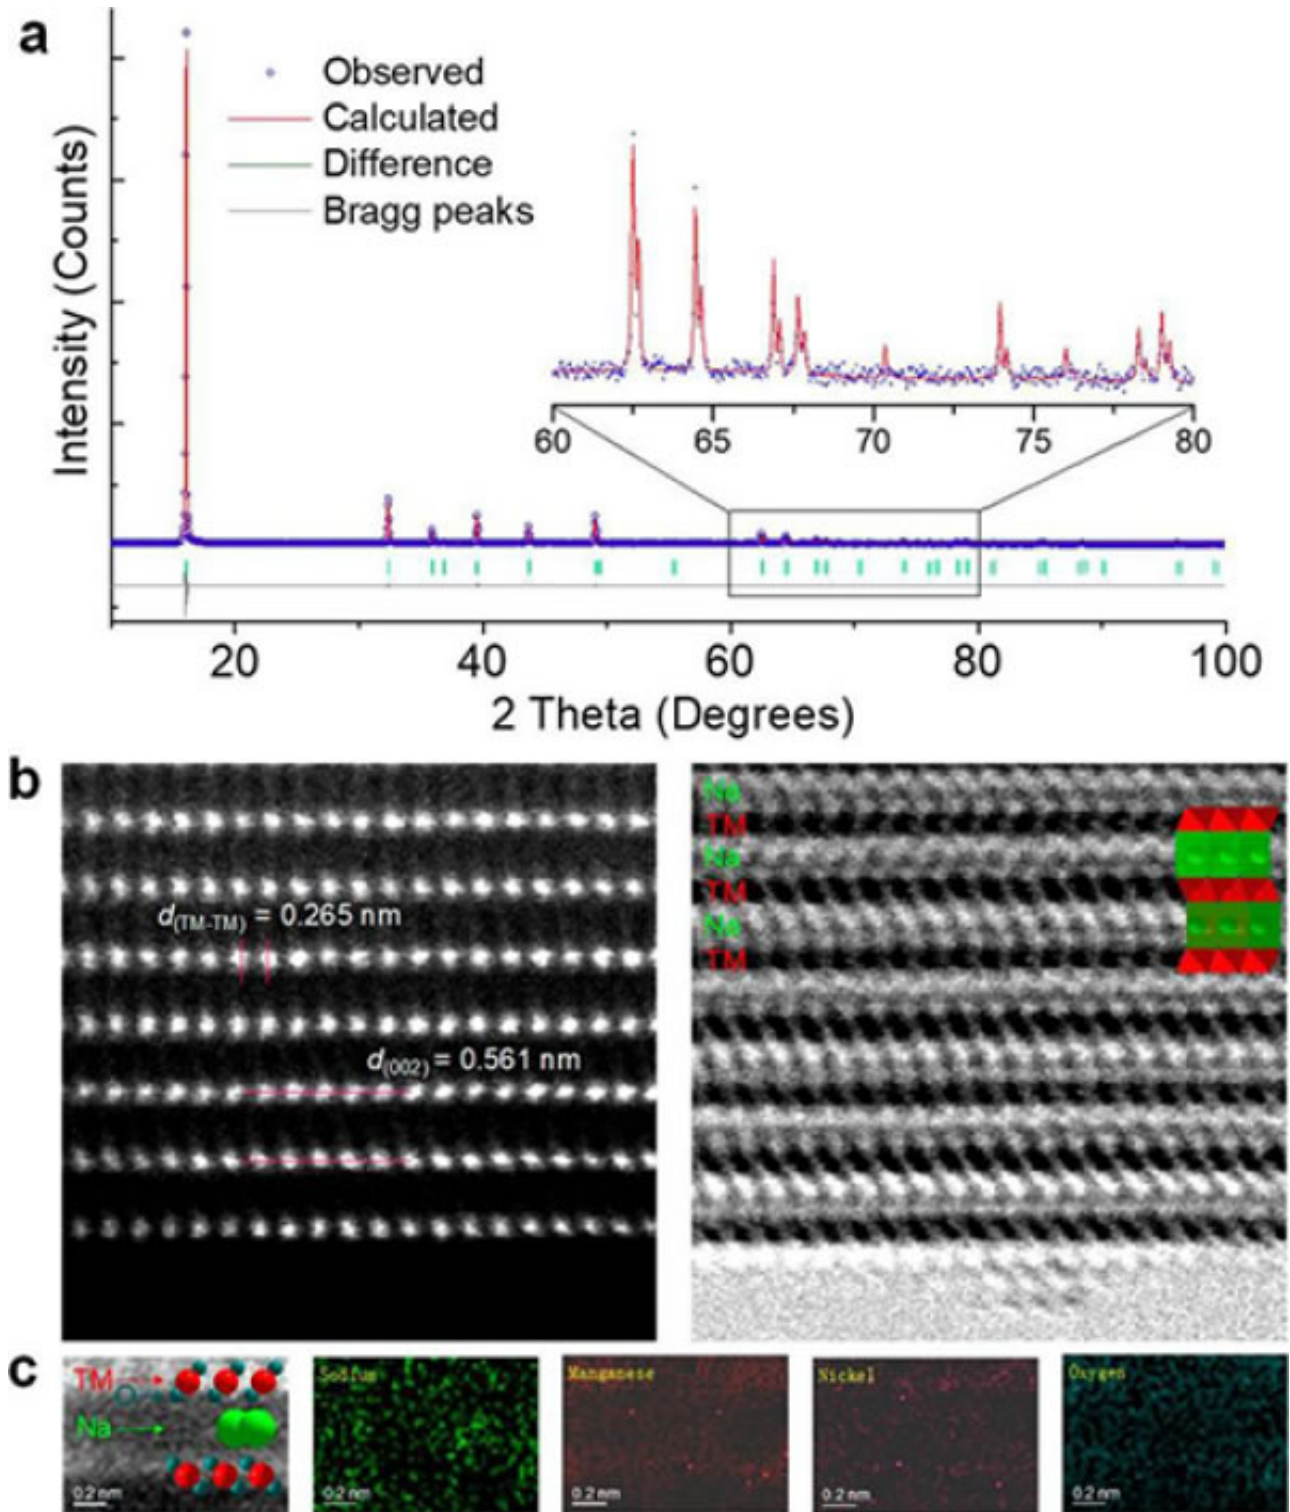 a
Observed
Calculated
Difference
Bragg peaks
Intensity (Counts)
60 65 70 75 80
20 40 60 80 100
2 Theta (Degrees)
b
d(TM-TM) = 0.265 nm
d(002) = 0.561 nm
Na
TM
Na
TM
Na
TM
c
TM
O
Na
0.2 nm
Sodium
0.2 nm
Manganese
0.2 nm
Nickel
0.2 nm
Oxygen
0.2 nm